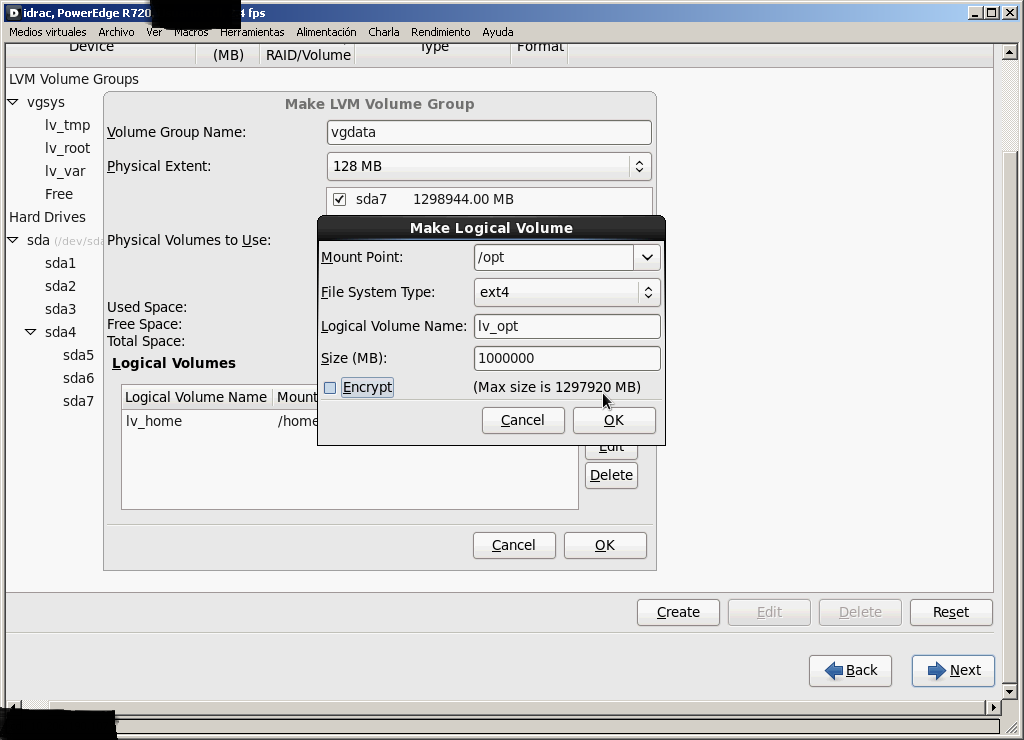 idrac, PowerEdge R720 fps
Medios virtuales Archivo Ver Macros Herramientas Alimentación Charla Rendimiento Ayuda
Device (MB) RAID/Volume Type Format
LVM Volume Groups
vgsys
lv_tmp
lv_root
lv_var
Free
Hard Drives
sda (/dev/sda
sda1
sda2
sda3
sda4
sda5
sda6
sda7
Make LVM Volume Group
Volume Group Name: vgdata
Physical Extent: 128 MB
sda7 1298944.00 MB
Physical Volumes to Use:
Used Space:
Free Space:
Total Space:
Logical Volumes
Logical Volume Name Mount
lv_home /home
Edit
Delete
Cancel OK
Make Logical Volume
Mount Point: /opt
File System Type: ext4
Logical Volume Name: lv_opt
Size (MB): 1000000
Encrypt (Max size is 1297920 MB)
Cancel OK
Create Edit Delete Reset
Back Next